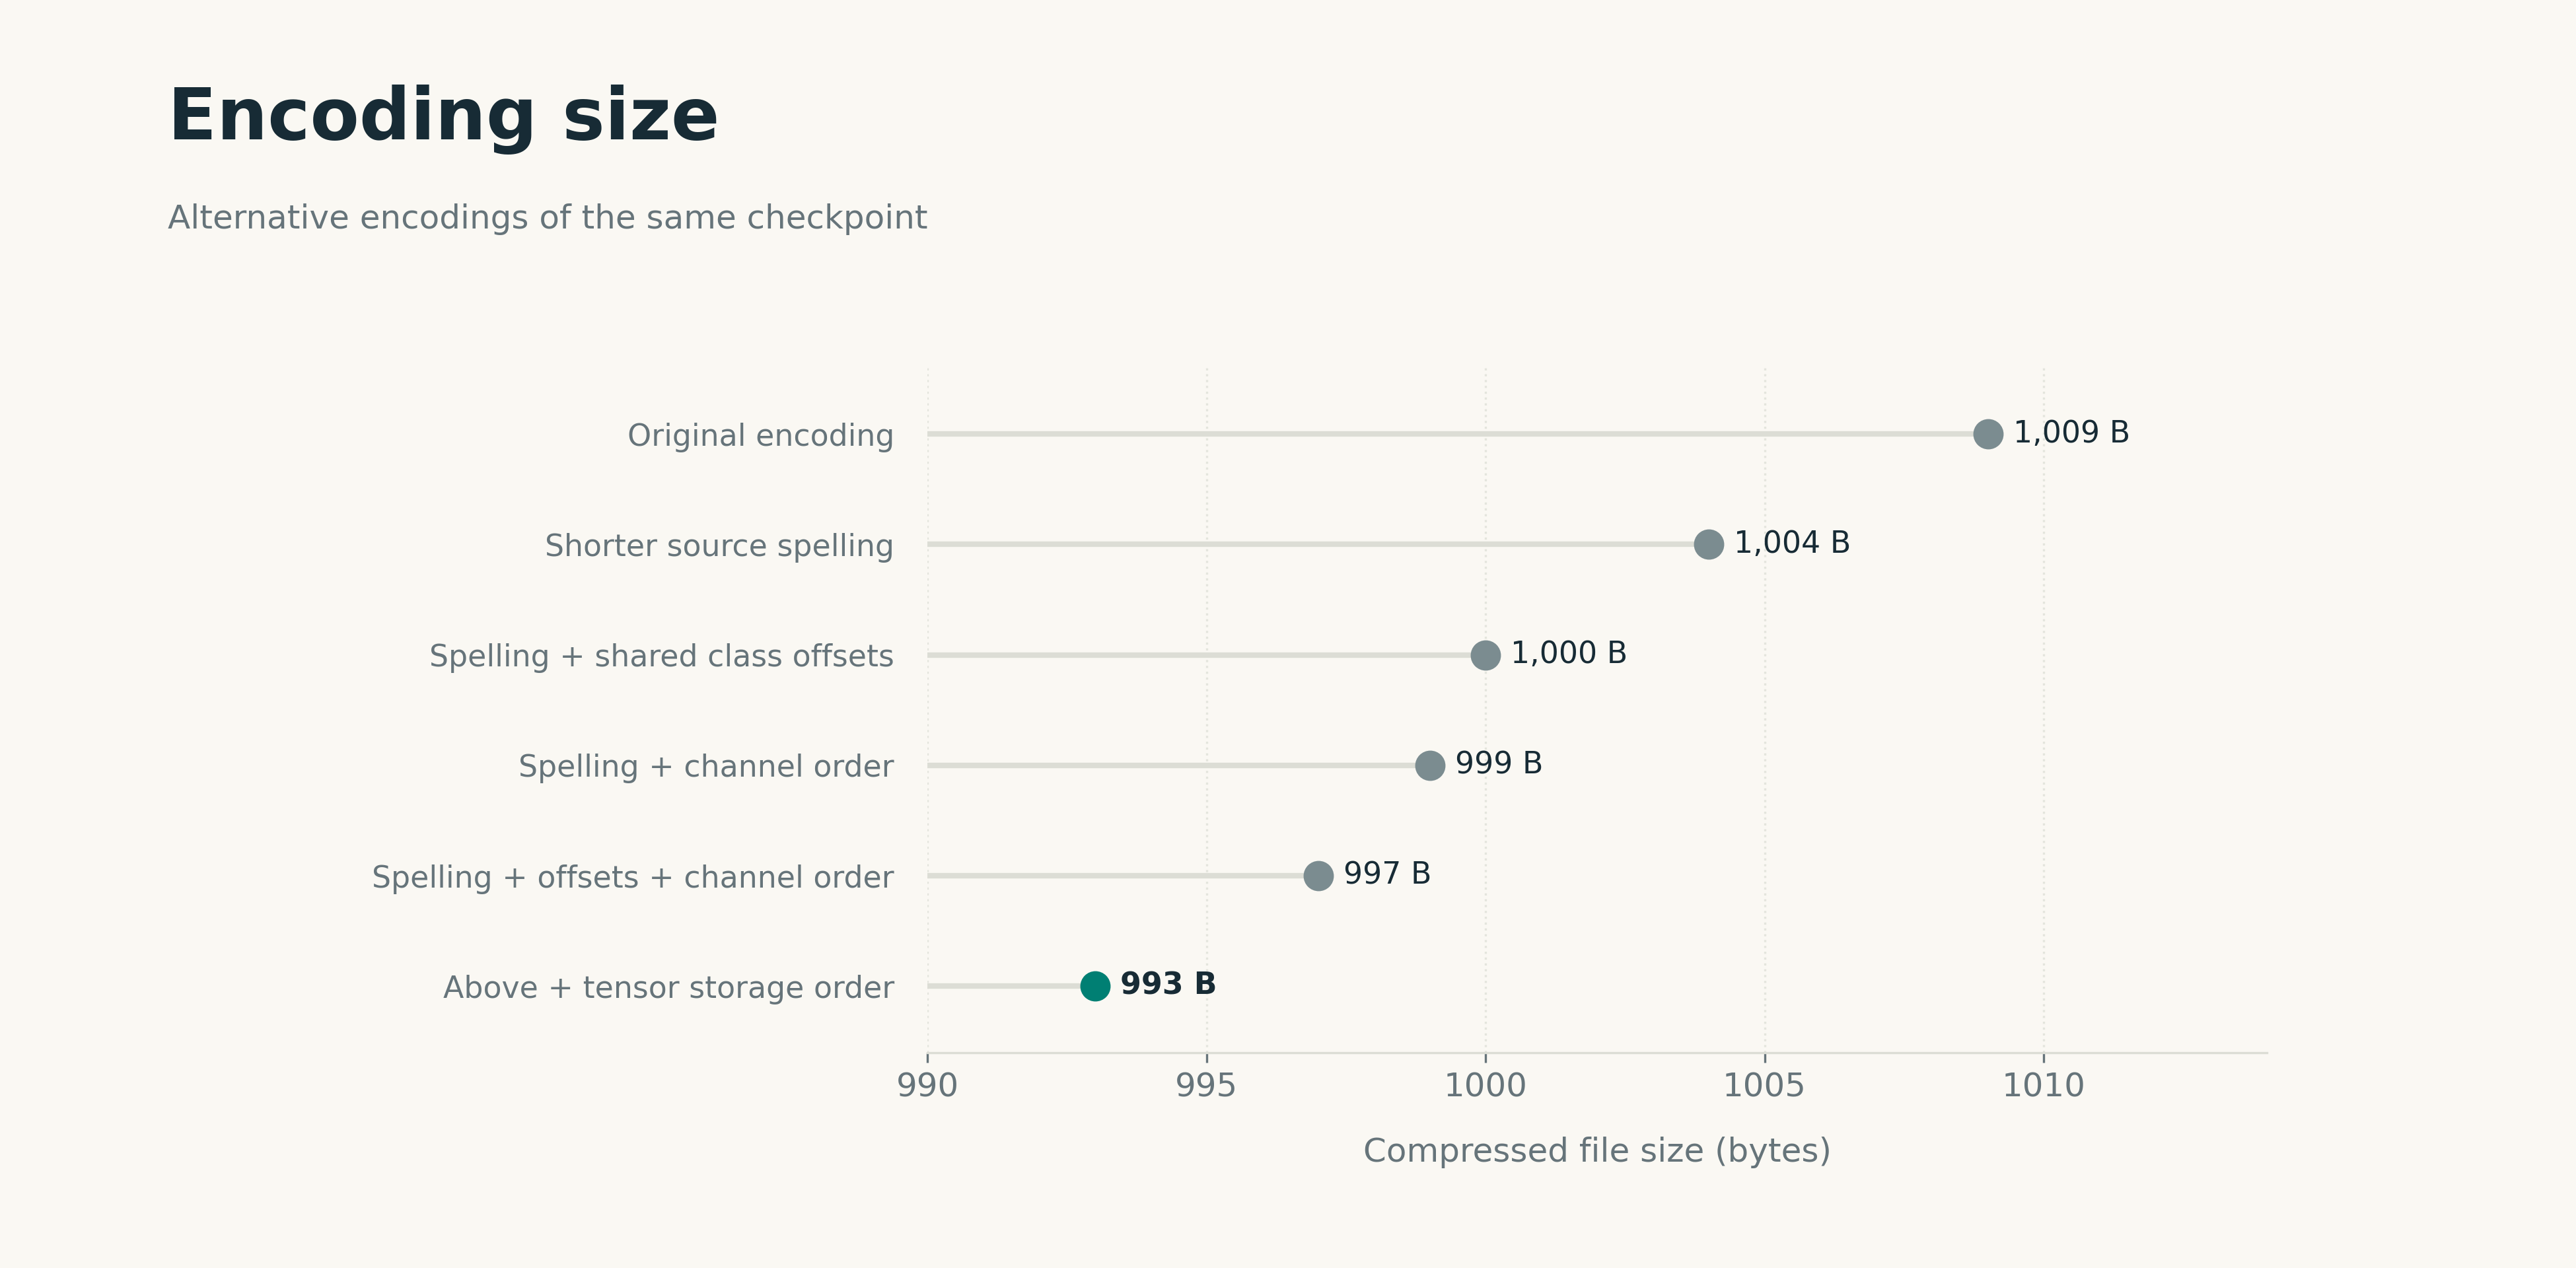 Encoding size
Alternative encodings of the same checkpoint
Original encoding 1,009 B
Shorter source spelling 1,004 B
Spelling + shared class offsets 1,000 B
Spelling + channel order 999 B
Spelling + offsets + channel order 997 B
Above + tensor storage order 993 B
990 995 1000 1005 1010
Compressed file size (bytes)